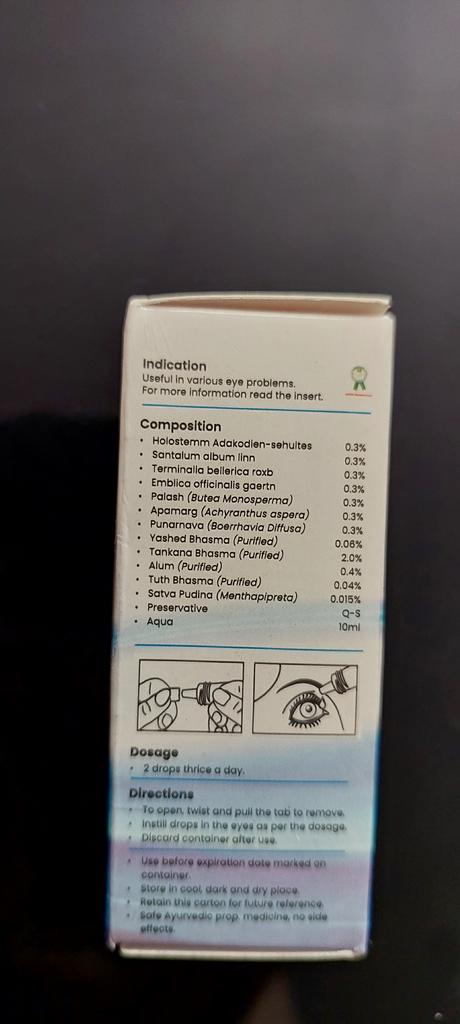 Indication
Useful in various eye problems.
For more information read the insert.
Composition
• Holostemm Adakodien-sehultes 0.3%
• Santalum album linn 0.3%
• Terminalia bellerica roxb 0.3%
• Emblica officinalis gaertn 0.3%
• Palash (Butea Monosperma) 0.3%
• Apamarg (Achyranthus aspera) 0.3%
• Punarnava (Boerrhavia Diffusa) 0.3%
• Yashed Bhasma (Purified) 0.06%
• Tankana Bhasma (Purified) 2.0%
• Alum (Purified) 0.4%
• Tuth Bhasma (Purified) 0.04%
• Satva Pudina (Menthapipreta) 0.015%
• Preservative Q-S
• Aqua 10ml
Dosage
• 2 drops thrice a day.
Directions
• To open, twist and pull the tab to remove.
• Instill drops in the eyes as per the dosage.
• Discard container after use.
• Use before expiration date marked on
container.
• Store in cool, dark and dry place.
• Retain this carton for future reference.
• Safe Ayurvedic prop. medicine, no side
effects.